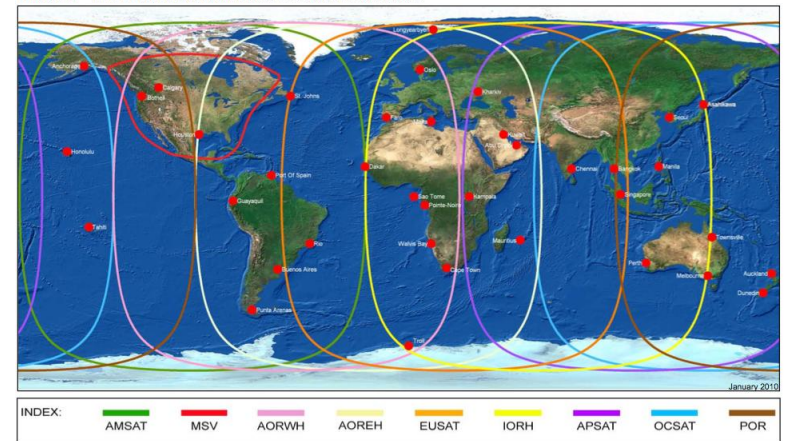 Longyearbyen
Anchorage
Oslo
Calgary
Bothell
St. Johns
Kharkiv
Asahikawa
Houston
Seoul
Kuwait
Honolulu
Dakar
Chennai
Bangkok
Manila
Port Of Spain
Guayaquil
Sao Tome
Pointe-Noire
Kampala
Singapore
Tahiti
Rio
Walvis Bay
Mauritius
Townsville
Buenos Aires
Cape Town
Perth
Melbourne
Auckland
Dunedin
Punta Arenas
Troll
January 2010
INDEX:
AMSAT MSV AORWH AOREH EUSAT IORH APSAT OCSAT POR